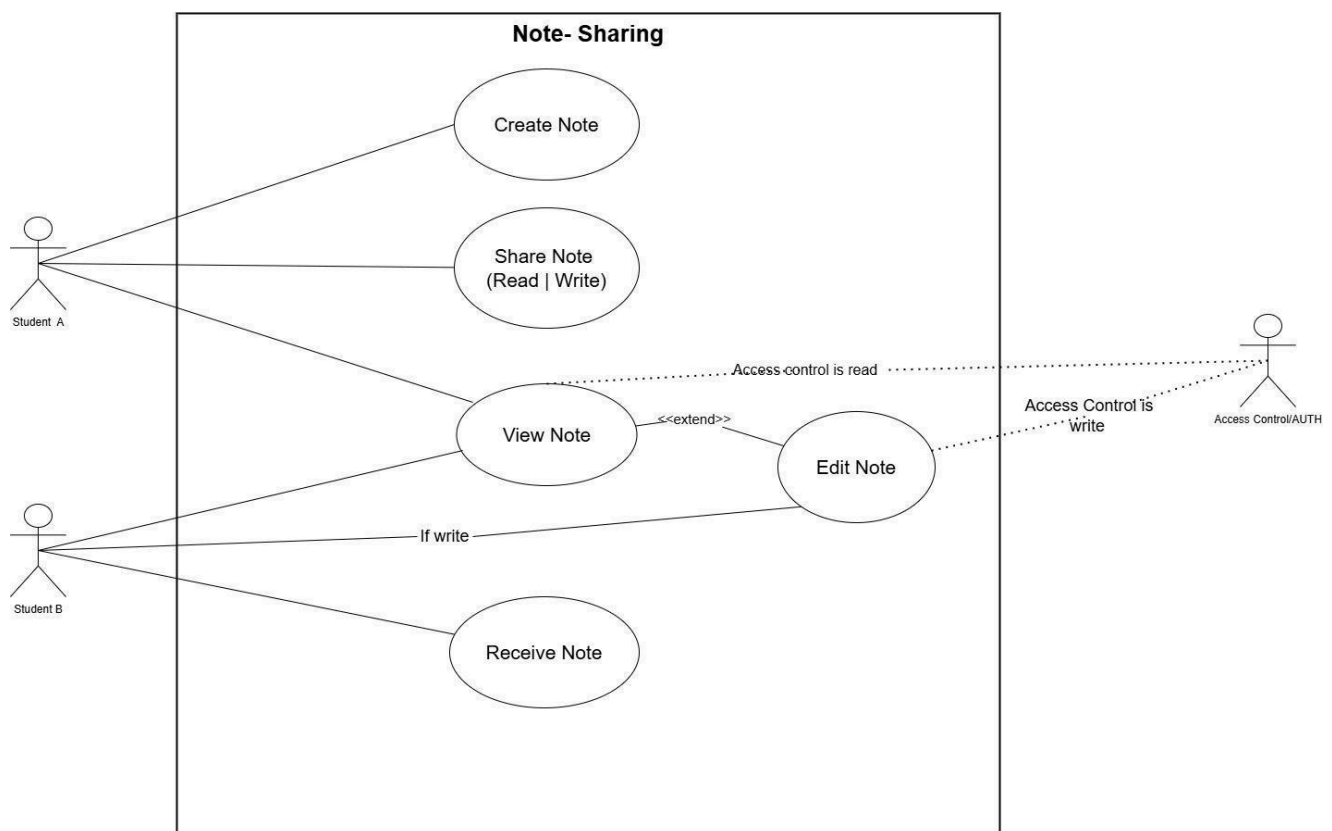 Note- Sharing
Create Note
Share Note
(Read | Write)
Student A
Access control is read
Access Control is
write
Access Control/AUTH
<<extend>>
View Note
Edit Note
If write
Student B
Receive Note